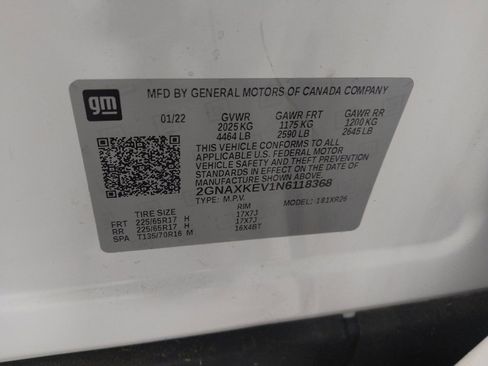 gm
MFD BY GENERAL MOTORS OF CANADA COMPANY
01/22 GVWR GAWR FRT GAWR RR
2025 KG 1175 KG 1200 KG
4464 LB 2590 LB 2645 LB
THIS VEHICLE CONFORMS TO ALL APPLICABLE
U.S. FEDERAL MOTOR
VEHICLE SAFETY AND THEFT PREVENTION
STANDARDS IN EFFECT ON THE DATE OF
MANUFACTURE SHOWN ABOVE.
2GNAXKEV1N6118368
TYPE: M.P.V. MODEL: 1B1XR26
TIRE SIZE RIM
FRT 225/65R17 H 17X7J
RR 225/65R17 H 17X7J
SPA T135/70R16 M 16X4BT